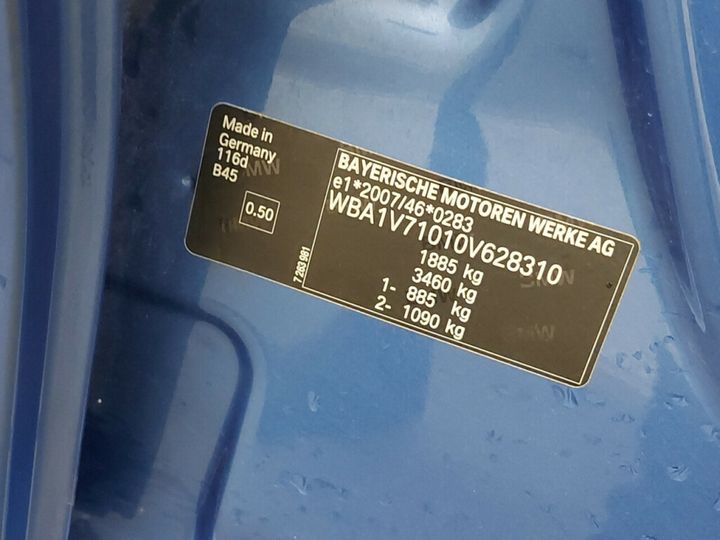 Made in
Germany
116d
B45
0.50
7 263 981
BAYERISCHE MOTOREN WERKE AG
e1*2007/46*0283
WBA1V71010V628310
1885 kg
3460 kg
1- 885 kg
2- 1090 kg